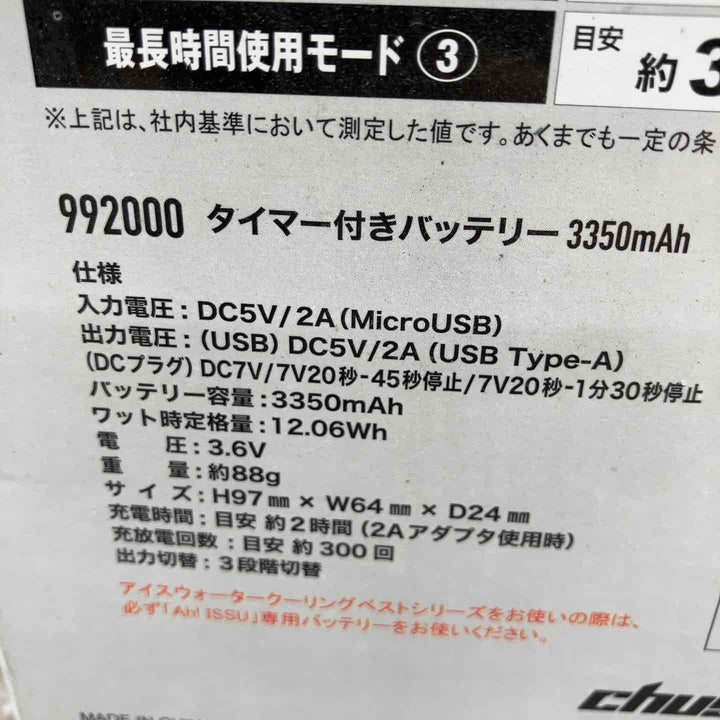 最長時間使用モード ③
目安
約3
※上記は、社内基準において測定した値です。あくまでも一定の条
992000 タイマー付きバッテリー 3350mAh
仕様
入力電圧：DC5V/2A（MicroUSB）
出力電圧：（USB）DC5V/2A（USB Type-A）
（DCプラグ）DC7V/7V20秒-45秒停止/7V20秒-1分30秒停止
バッテリー容量：3350mAh
ワット時定格量：12.06Wh
電　圧：3.6V
重　量：約88g
サイズ：H97㎜ × W64㎜ × D24㎜
充電時間：目安 約2時間（2Aアダプタ使用時）
充放電回数：目安 約300回
出力切替：3段階切替
アイスウォータークーリングベストシリーズをお使いの際は、
必ず「Ah! ISSU」専用バッテリーをお使いください。
MADE IN